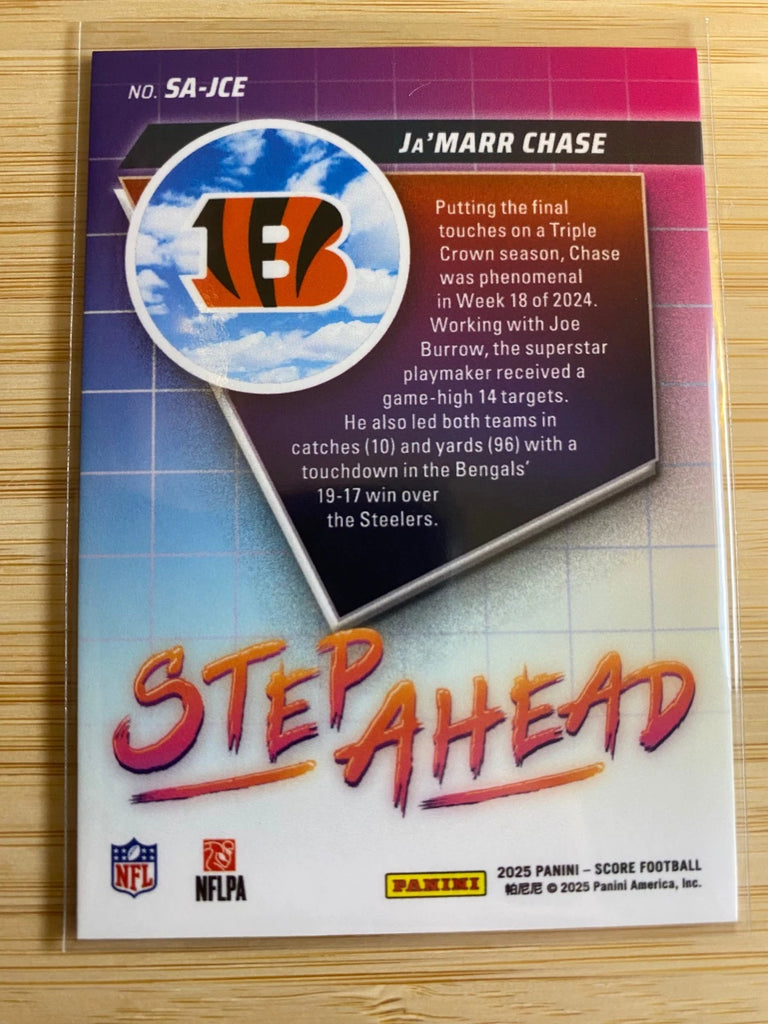 NO. SA-JCE
JA'MARR CHASE
B
Putting the final
touches on a Triple
Crown season, Chase
was phenomenal
in Week 18 of 2024.
Working with Joe
Burrow, the superstar
playmaker received a
game-high 14 targets.
He also led both teams in
catches (10) and yards (96) with a
touchdown in the Bengals'
19-17 win over
the Steelers.
STEP AHEAD
NFL
NFLPA
PANINI
2025 PANINI – SCORE FOOTBALL
帕尼尼 © 2025 Panini America, Inc.